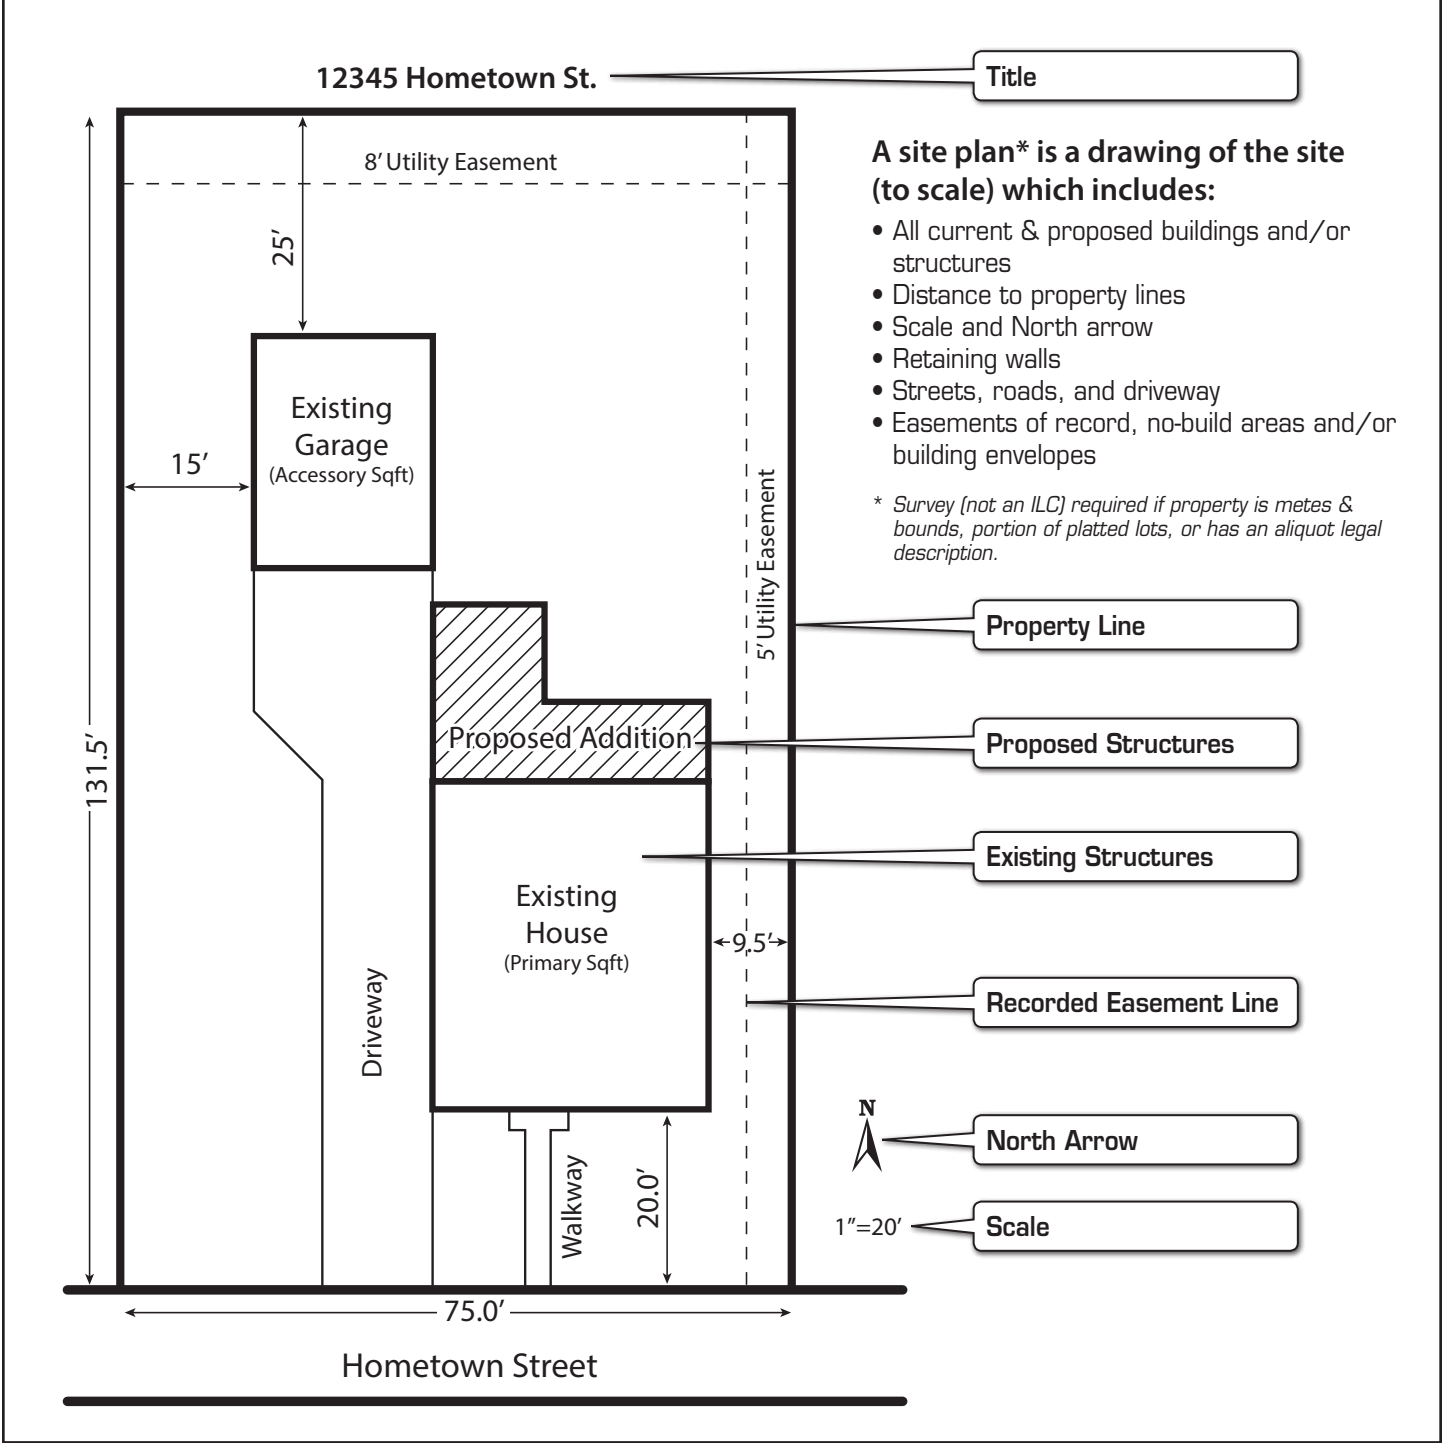 12345 Hometown St.
Title
8’ Utility Easement
25’
Existing
Garage
(Accessory Sqft)
15’
131.5’
5’ Utility Easement
Proposed Addition
Existing
House
(Primary Sqft)
9.5’
Driveway
Walkway
20.0’
75.0’
Hometown Street
A site plan* is a drawing of the site
(to scale) which includes:
• All current & proposed buildings and/or
structures
• Distance to property lines
• Scale and North arrow
• Retaining walls
• Streets, roads, and driveway
• Easements of record, no-build areas and/or
building envelopes
* Survey (not an ILC) required if property is metes &
bounds, portion of platted lots, or has an aliquot legal
description.
Property Line
Proposed Structures
Existing Structures
Recorded Easement Line
N
North Arrow
1”=20’
Scale